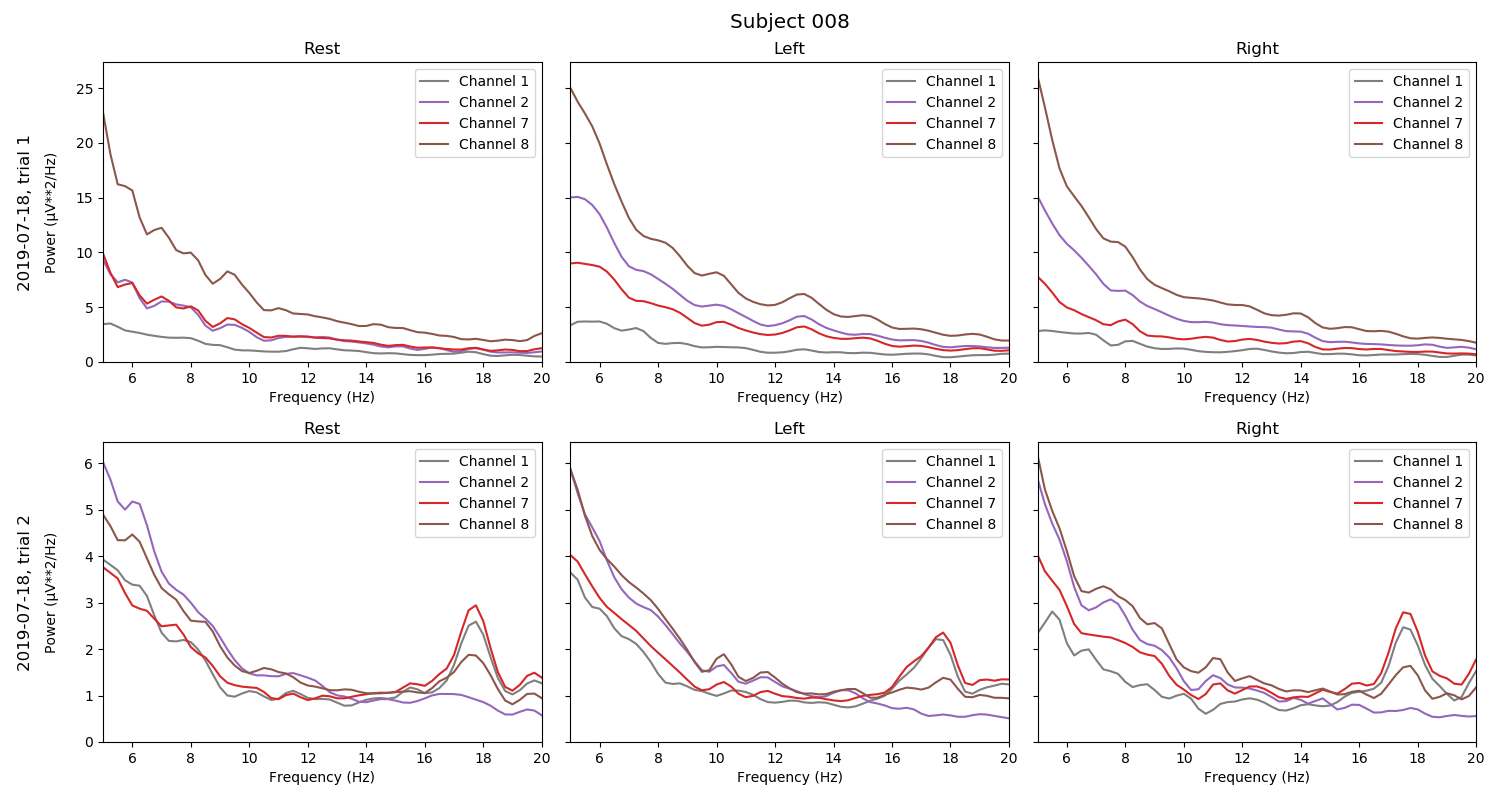 Subject 008
Rest
Left
Right
2019-07-18, trial 1
Power (µV**2/Hz)
25
20
15
10
5
0
Channel 1
Channel 2
Channel 7
Channel 8
Channel 1
Channel 2
Channel 7
Channel 8
Channel 1
Channel 2
Channel 7
Channel 8
6 8 10 12 14 16 18 20
6 8 10 12 14 16 18 20
6 8 10 12 14 16 18 20
Frequency (Hz)
Frequency (Hz)
Frequency (Hz)
Rest
Left
Right
2019-07-18, trial 2
Power (µV**2/Hz)
6
5
4
3
2
1
0
Channel 1
Channel 2
Channel 7
Channel 8
Channel 1
Channel 2
Channel 7
Channel 8
Channel 1
Channel 2
Channel 7
Channel 8
6 8 10 12 14 16 18 20
6 8 10 12 14 16 18 20
6 8 10 12 14 16 18 20
Frequency (Hz)
Frequency (Hz)
Frequency (Hz)